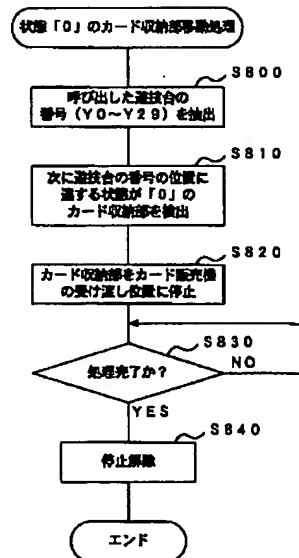 状態「0」のカード収納部移動処理
S800
呼び出した遊技台の
番号(Y0〜Y29)を抽出
S810
次に遊技台の番号の位置に
達する状態が「0」の
カード収納部を抽出
S820
カード収納部をカード販売機
の受け渡し位置に停止
S830
処理完了か?
NO
YES
S840
停止解除
エンド